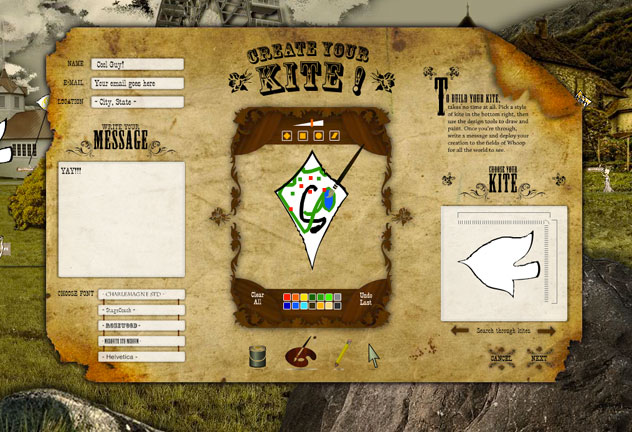 NAME
Cool Guy!
E-MAIL
Your email goes here
LOCATION
- City, State -
WRITE YOUR
MESSAGE
YAY!!!
CHOOSE FONT
- CHARLEMAGNE STD -
- StageCoach -
- ROSEWOOD -
- MESQUITE STD MEDIUM
- Helvetica -
CREATE YOUR
KITE!
Clear
All
Undo
Last
TO BUILD YOUR KITE,
takes no time at all. Pick a style
of kite in the bottom right, then
use the design tools to draw and
paint. Once you're through,
write a message and deploy your
creation to the fields of Whoop
for all the world to see.
CHOOSE YOUR
KITE
Search through kites
CANCEL
NEXT